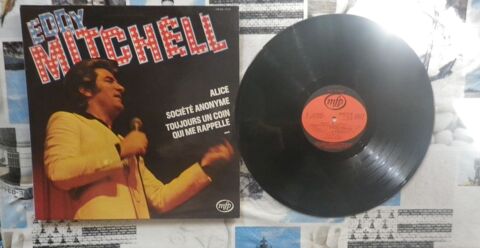 EDDY
MITCHELL
ALICE
SOCIÉTÉ ANONYME
TOUJOURS UN COIN
QUI ME RAPPELLE
...
mfp
mfp